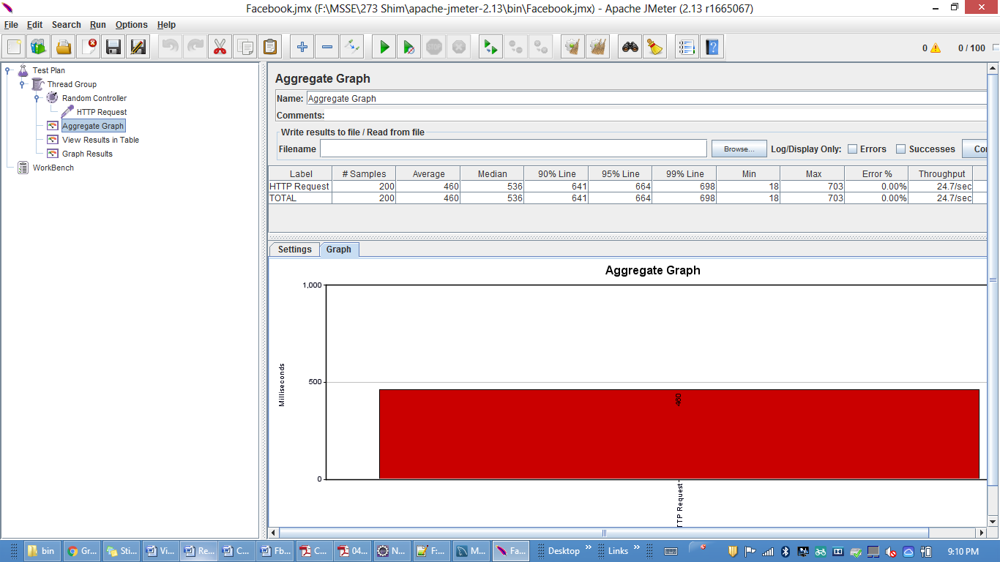 Facebook.jmx (F:\MSSE\273 Shim\apache-jmeter-2.13\bin\Facebook.jmx) - Apache JMeter (2.13 r1665067)
File Edit Search Run Options Help
STOP
0 0 / 100
Test Plan
Thread Group
Random Controller
HTTP Request
Aggregate Graph
View Results in Table
Graph Results
WorkBench
Aggregate Graph
Name: Aggregate Graph
Comments:
Write results to file / Read from file
Filename Browse... Log/Display Only: Errors Successes Co
Label # Samples Average Median 90% Line 95% Line 99% Line Min Max Error % Throughput
HTTP Request 200 460 536 641 664 698 18 703 0.00% 24.7/sec
TOTAL 200 460 536 641 664 698 18 703 0.00% 24.7/sec
Settings Graph
Aggregate Graph
1,000
500
0
Milliseconds
460
TTP Request-
bin Gr... Sti... Vi... Re... C... Fb... C... 04... N... F:... M... Fa... Desktop » Links » 9:10 PM